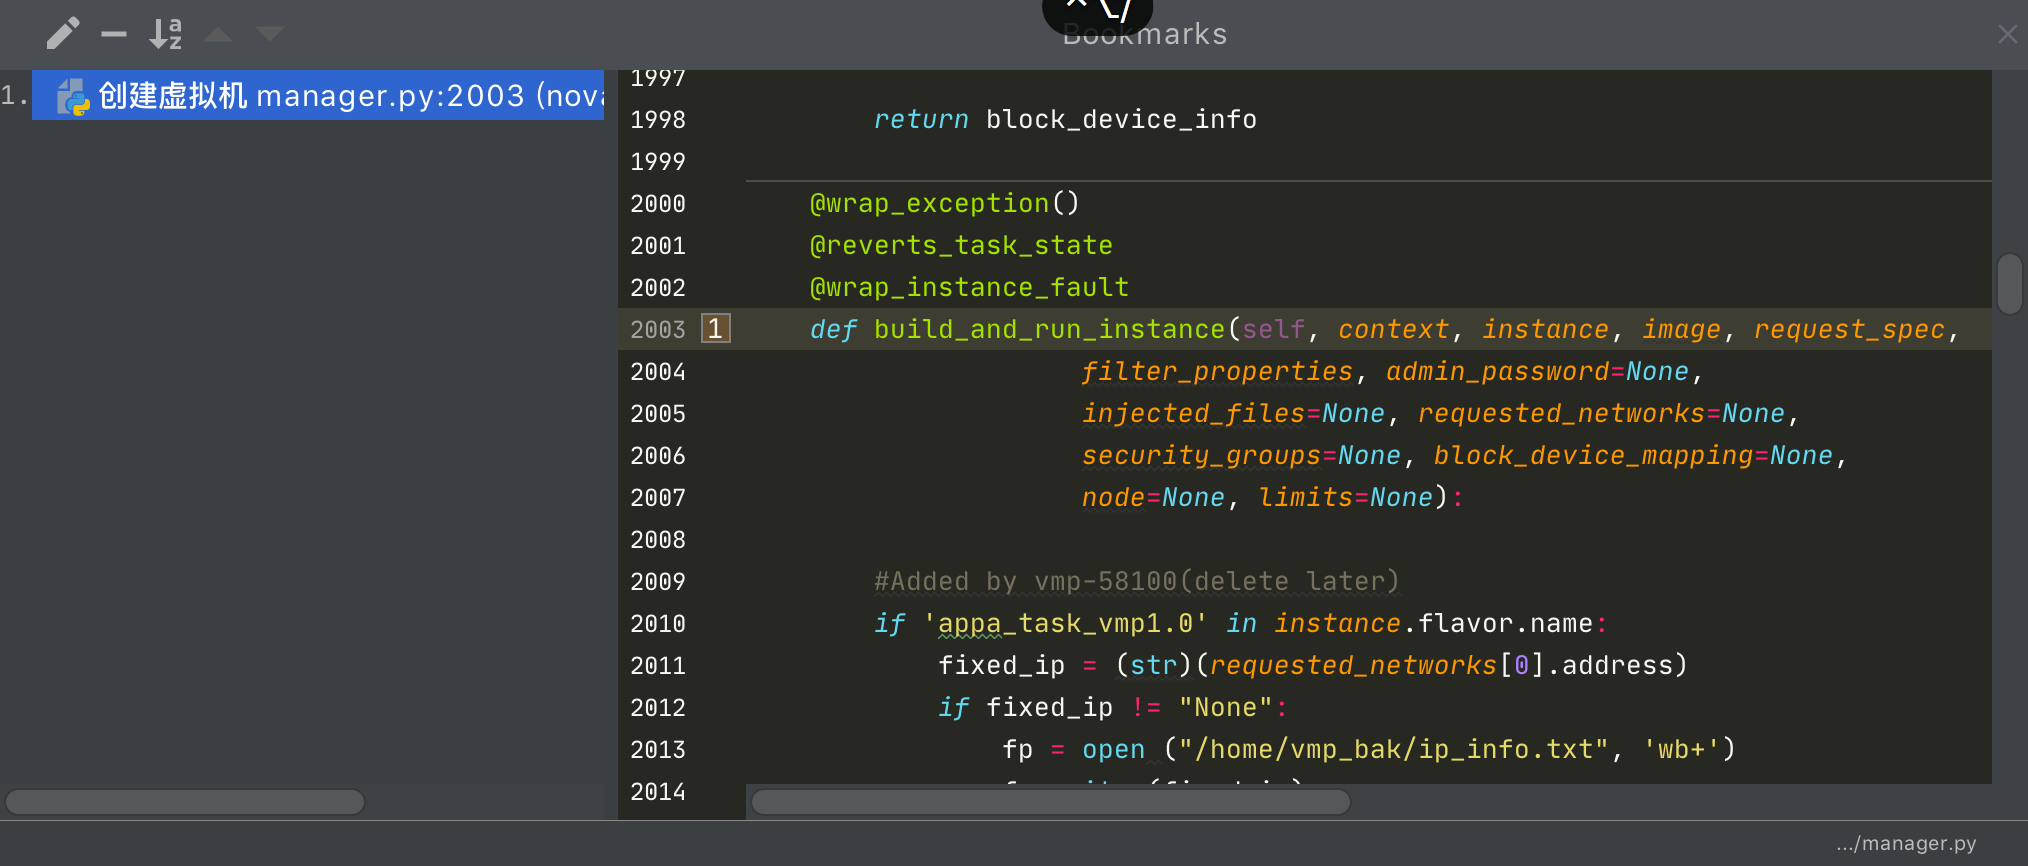 Bookmarks
1. 创建虚拟机 manager.py:2003 (nova
1997
1998 return block_device_info
1999
2000 @wrap_exception()
2001 @reverts_task_state
2002 @wrap_instance_fault
2003 1 def build_and_run_instance(self, context, instance, image, request_spec,
2004 filter_properties, admin_password=None,
2005 injected_files=None, requested_networks=None,
2006 security_groups=None, block_device_mapping=None,
2007 node=None, limits=None):
2008
2009 #Added by vmp-58100(delete later)
2010 if 'appa_task_vmp1.0' in instance.flavor.name:
2011 fixed_ip = (str)(requested_networks[0].address)
2012 if fixed_ip != "None":
2013 fp = open ("/home/vmp_bak/ip_info.txt", 'wb+')
2014
.../manager.py